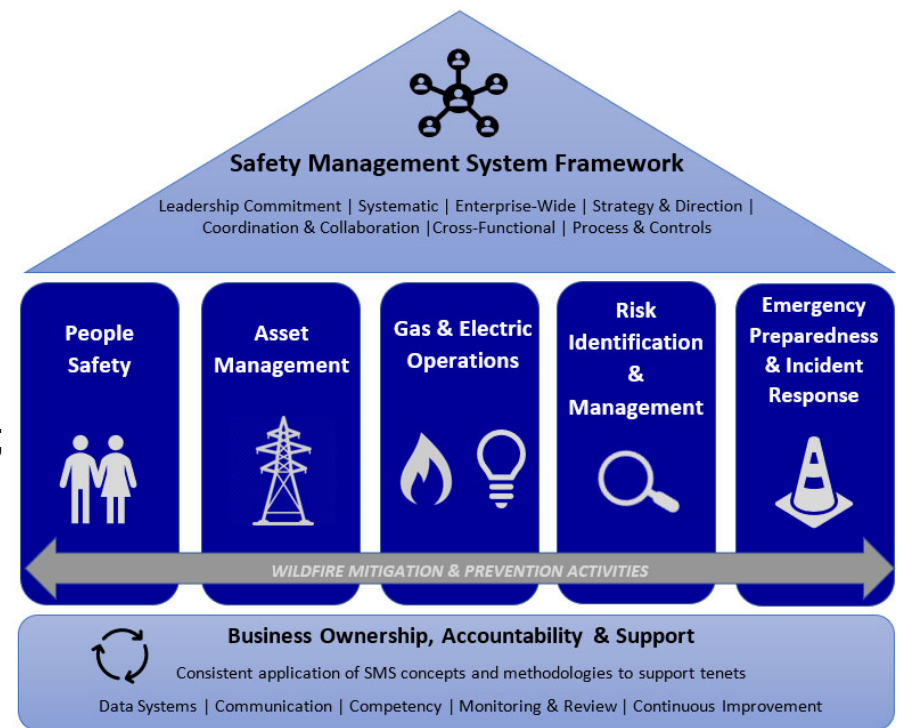 Safety Management System Framework
Leadership Commitment | Systematic | Enterprise-Wide | Strategy & Direction |
Coordination & Collaboration |Cross-Functional | Process & Controls
People
Safety
Asset
Management
Gas & Electric
Operations
Risk
Identification
&
Management
Emergency
Preparedness
& Incident
Response
WILDFIRE MITIGATION & PREVENTION ACTIVITIES
Business Ownership, Accountability & Support
Consistent application of SMS concepts and methodologies to support tenets
Data Systems | Communication | Competency | Monitoring & Review | Continuous Improvement